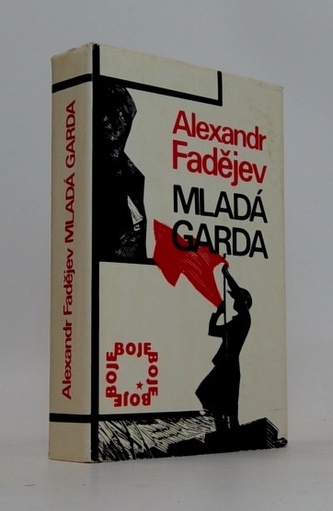 Alexandr Fadějev MLADÁ GARDA
Alexandr
Fadějev
MLADÁ
GARDA
BOJE
BOJE
BOJE
BOJE